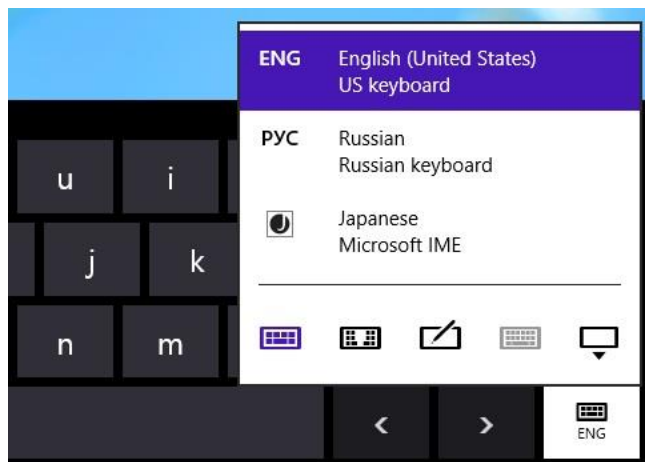 ENG English (United States)
US keyboard
РУС Russian
Russian keyboard
Japanese
Microsoft IME
u i
j k
n m
< >
ENG